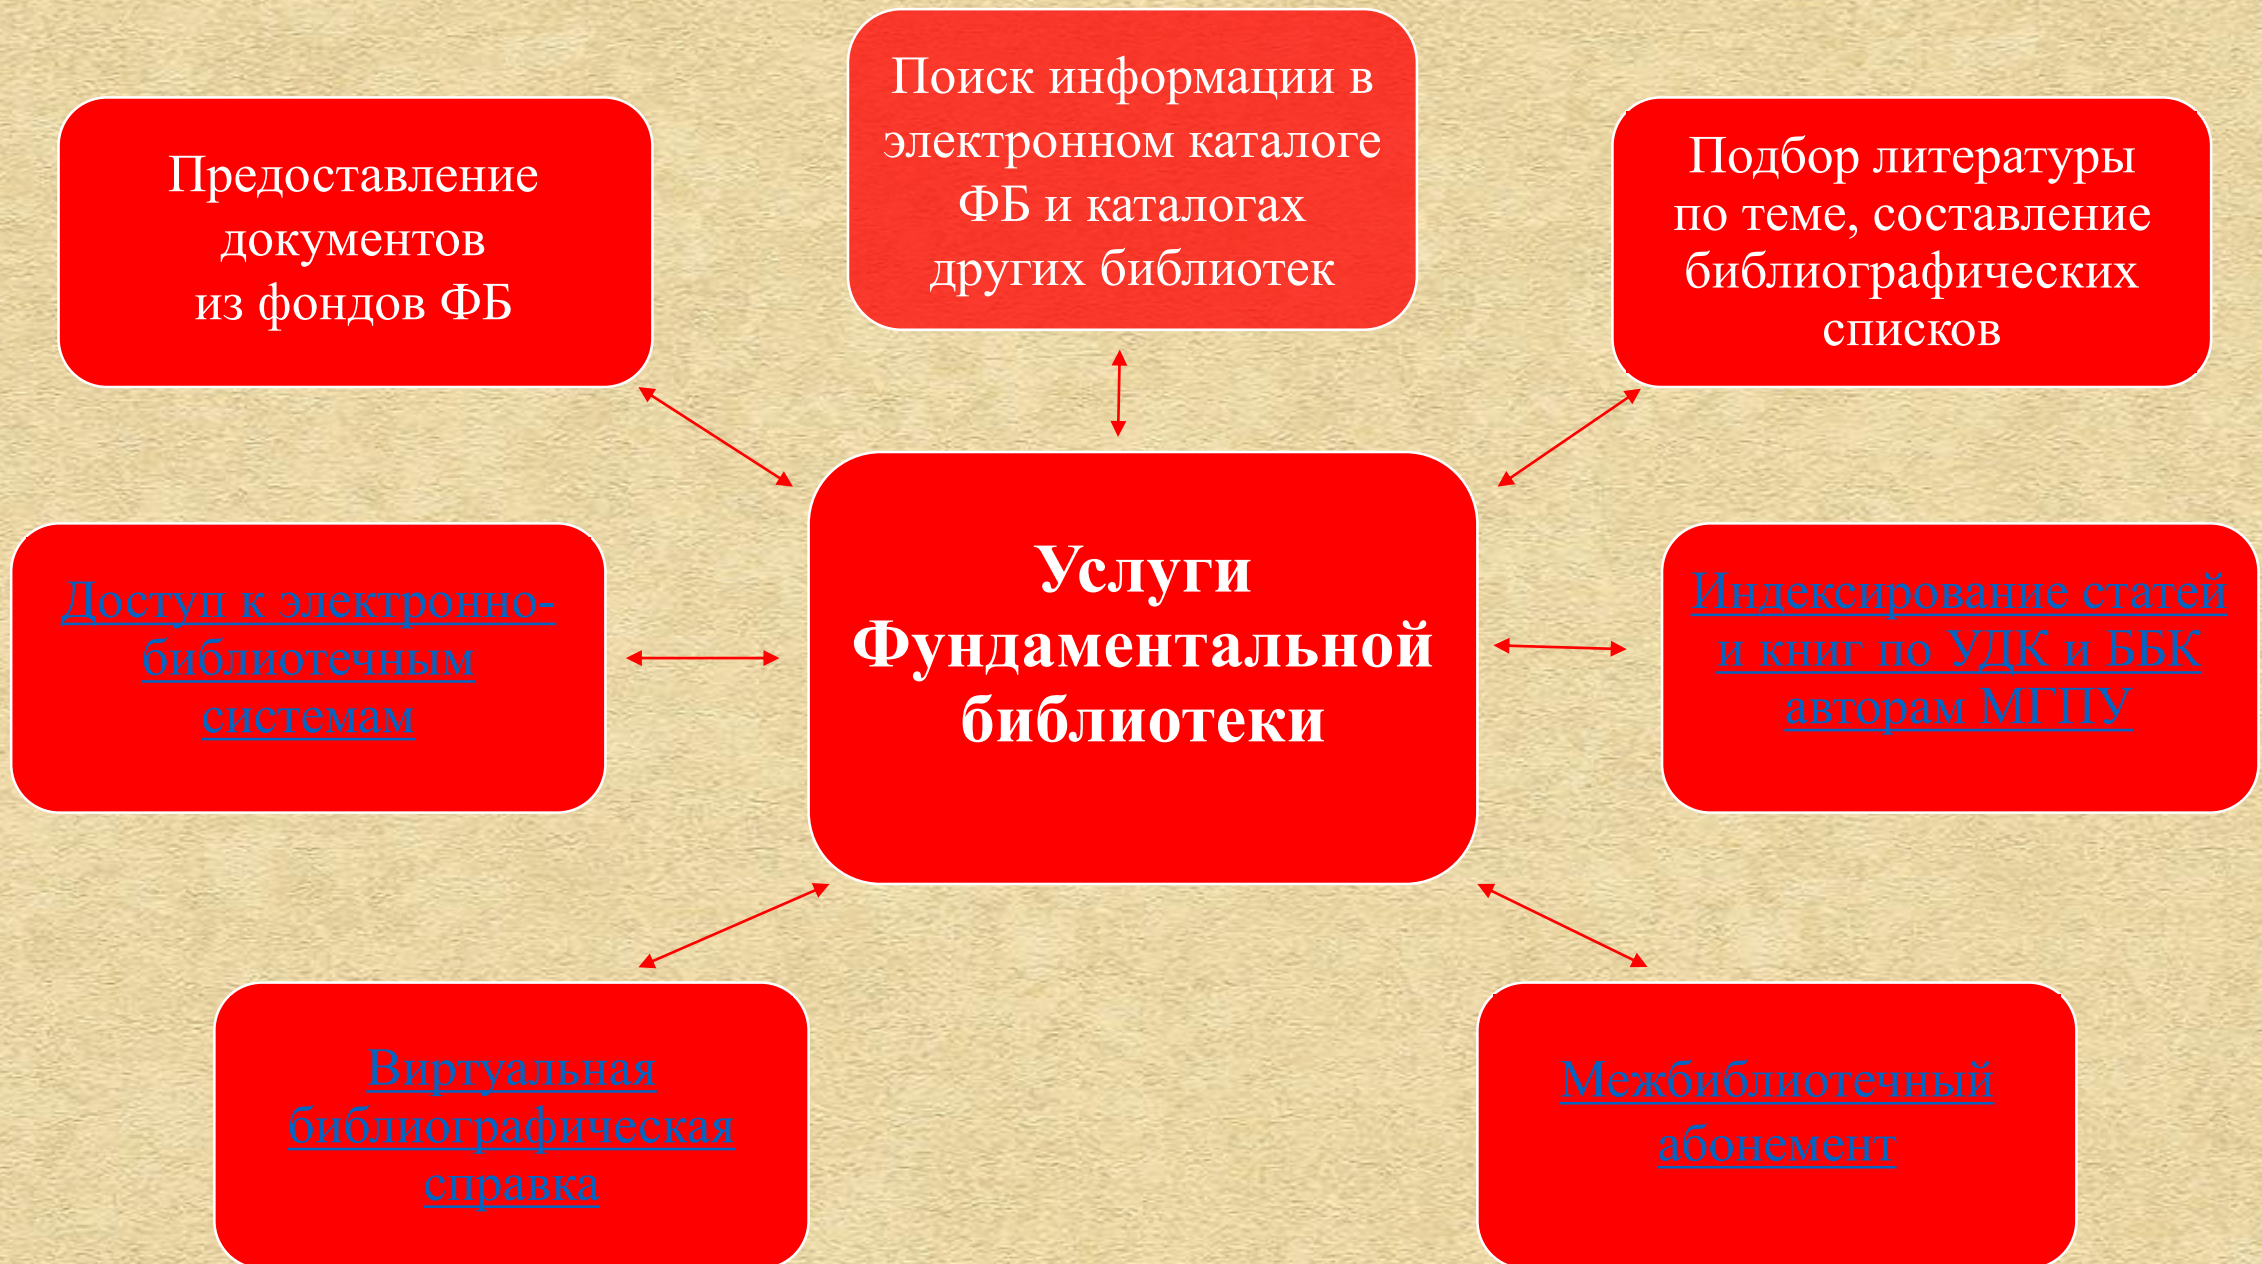 Поиск информации в
электронном каталоге
ФБ и каталогах
других библиотек
Предоставление
документов
из фондов ФБ
Подбор литературы
по теме, составление
библиографических
списков
Услуги
Фундаментальной
библиотеки
Доступ к электронно-
библиотечным
системам
Индексирование статей
и книг по УДК и ББК
авторам МГПУ
Виртуальная
библиографическая
справка
Межбиблиотечный
абонемент